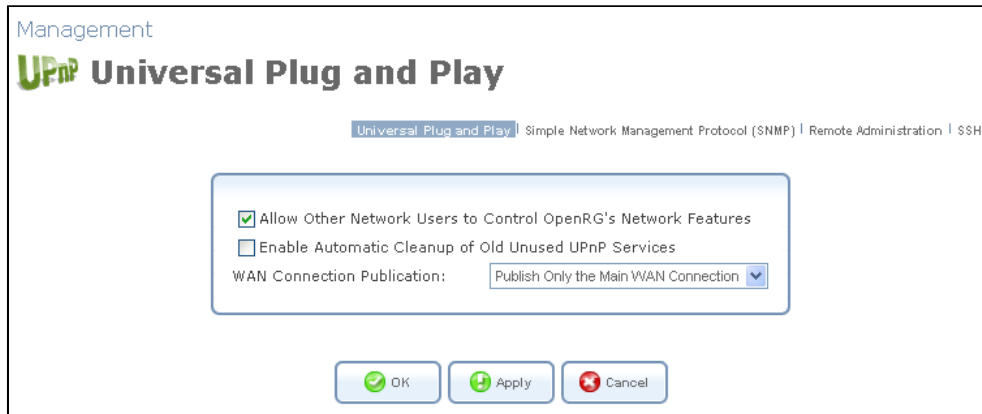 Management
UPnP Universal Plug and Play
Universal Plug and Play | Simple Network Management Protocol (SNMP) | Remote Administration | SSH
Allow Other Network Users to Control OpenRG's Network Features
Enable Automatic Cleanup of Old Unused UPnP Services
WAN Connection Publication: Publish Only the Main WAN Connection
OK Apply Cancel